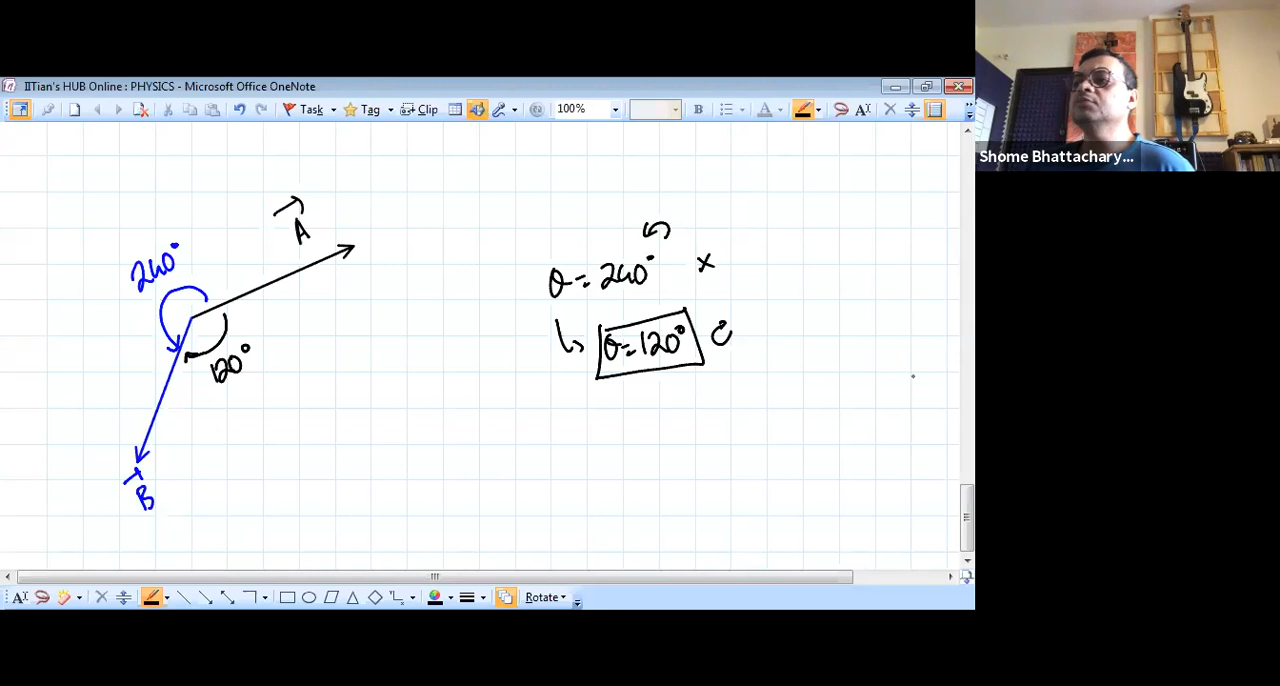 IITian's HUB Online : PHYSICS - Microsoft Office OneNote
Task Tag Clip 100% B A
Shome Bhattachary...
A
240°
120°
B
θ = 240° ×
θ = 120°
Rotate